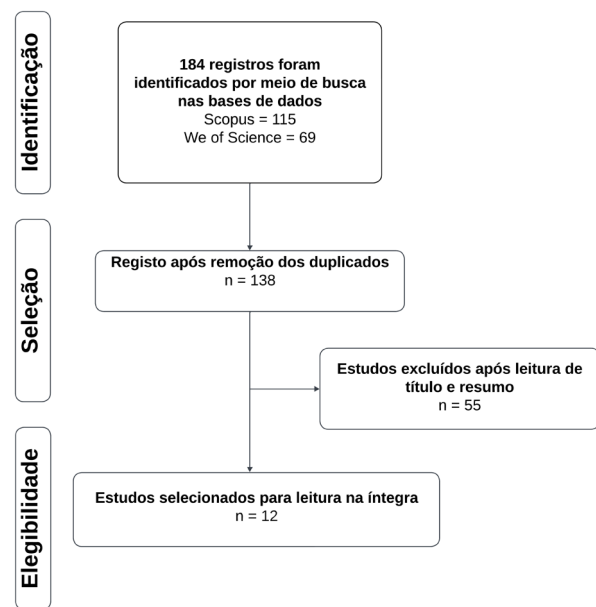 Identificação
184 registros foram
identificados por meio de busca
nas bases de dados
Scopus = 115
We of Science = 69
Seleção
Registo após remoção dos duplicados
n = 138
Estudos excluídos após leitura de
título e resumo
n = 55
Elegibilidade
Estudos selecionados para leitura na íntegra
n = 12